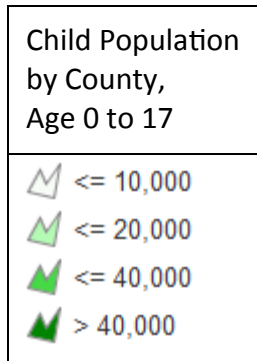 Child Population
by County,
Age 0 to 17
<= 10,000
<= 20,000
<= 40,000
> 40,000